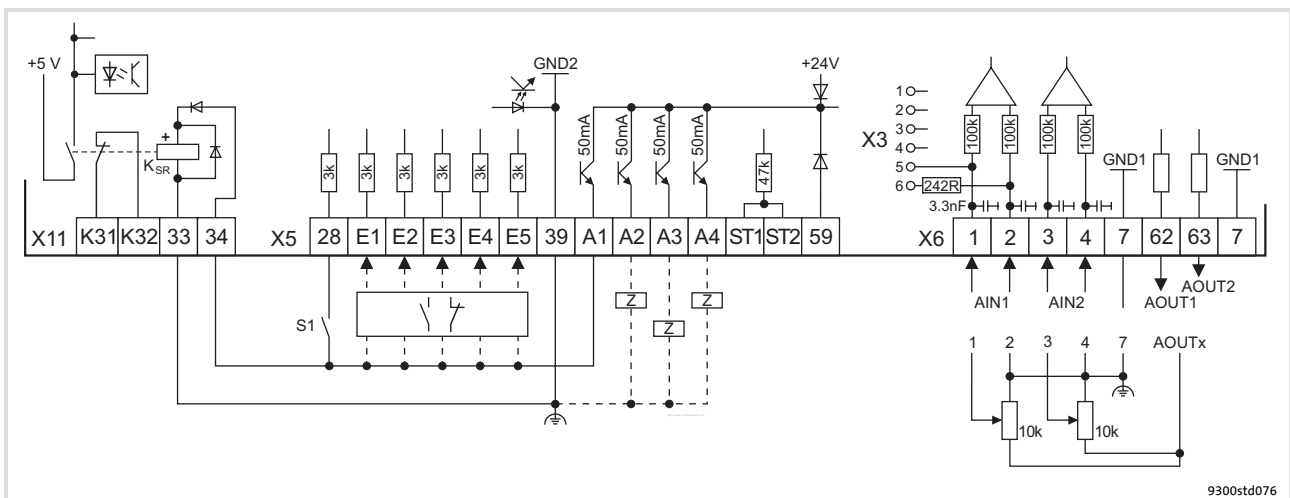 +5 V
GND2
+24V
+
K SR
3k
3k
3k
3k
3k
3k
50mA
50mA
50mA
50mA
47k
1
2
3
4
5
6
X3
242R
100k
100k
100k
100k
3.3nF
GND1
GND1
X11 K31 K32 33 34
X5 28 E1 E2 E3 E4 E5 39 A1 A2 A3 A4 ST1 ST2 59
X6 1 2 3 4 7 62 63 7
S1
Z
Z
Z
AIN1
AIN2
AOUT1
AOUT2
1 2 3 4 7 AOUTx
10k
10k
9300std076